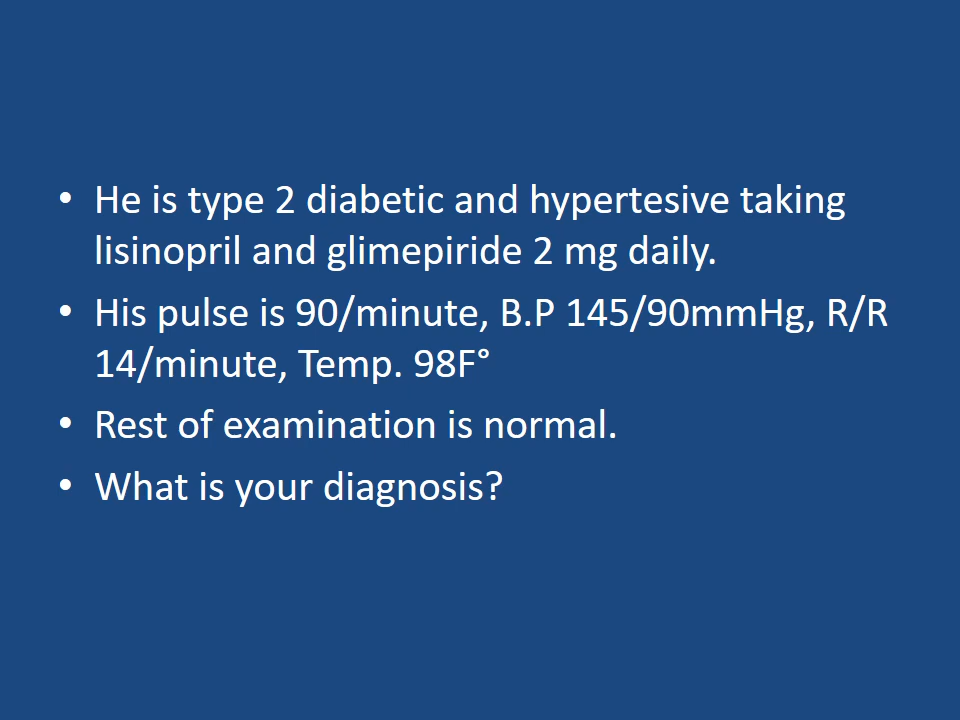 • He is type 2 diabetic and hypertesive taking
lisinopril and glimepiride 2 mg daily.
• His pulse is 90/minute, B.P 145/90mmHg, R/R
14/minute, Temp. 98F°
• Rest of examination is normal.
• What is your diagnosis?